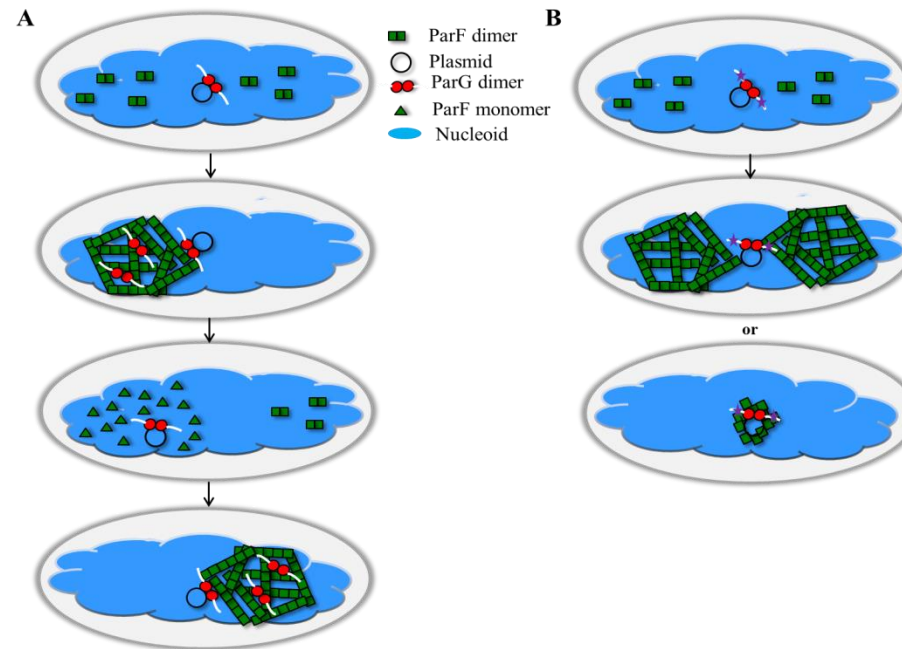 A
B
ParF dimer
Plasmid
ParG dimer
ParF monomer
Nucleoid
or